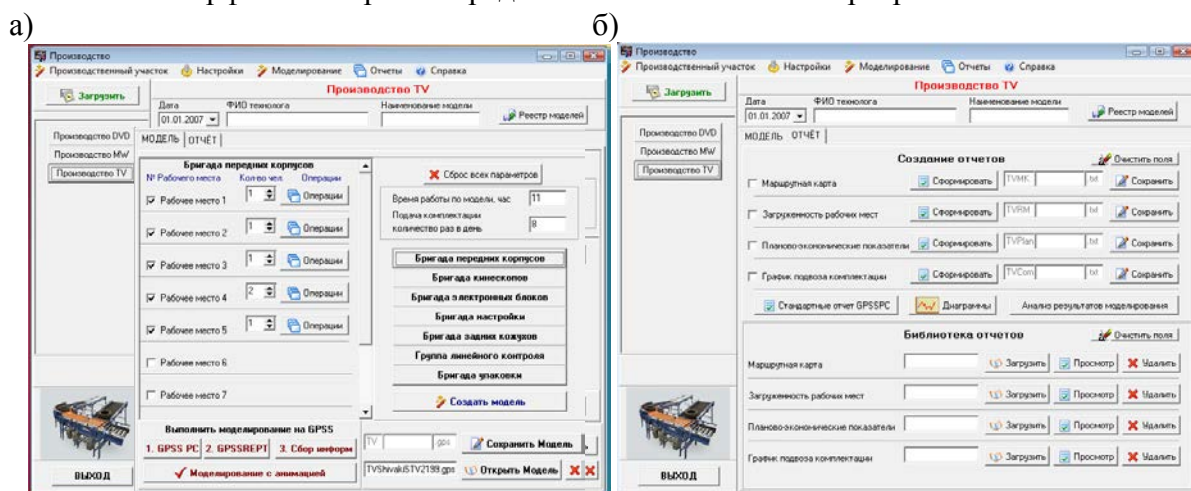 а)
б)
Производство
Производственный участок Настройки Моделирование Отчеты Справка
Загрузить
Производство TV
Дата ФИО технолога Наименование модели
01.01.2007
Реестр моделей
Производство DVD
Производство MW
Производство TV
МОДЕЛЬ ОТЧЁТ
Бригада передних корпусов
№ Рабочего места Кол-во чел. Операции
Рабочее место 1 1 Операции
Рабочее место 2 1 Операции
Рабочее место 3 1 Операции
Рабочее место 4 2 Операции
Рабочее место 5 1 Операции
Рабочее место 6
Рабочее место 7
Сброс всех параметров
Время работы по модели, час 11
Подача комплектации
количество раз в день 8
Бригада передних корпусов
Бригада кинескопов
Бригада электронных блоков
Бригада настройки
Бригада задних кожухов
Группа линейного контроля
Бригада упаковки
Создать модель
Выполнить моделирование на GPSS
1. GPSS PC 2. GPSSREPT 3. Сбор информ
Моделирование с анимацией
TV gps Сохранить Модель
TVShivakiSTV2199.gps Открыть Модель
ВЫХОД
Производство
Производственный участок Настройки Моделирование Отчеты Справка
Загрузить
Производство TV
Дата ФИО технолога Наименование модели
01.01.2007
Реестр моделей
Производство DVD
Производство MW
Производство TV
МОДЕЛЬ ОТЧЁТ
Создание отчетов Очистить поля
Маршрутная карта Сформировать TVMK .txt Сохранить
Загруженность рабочих мест Сформировать TVRM .txt Сохранить
Планово-экономические показатели Сформировать TVPlan .txt Сохранить
График подвоза комплектации Сформировать TVCom .txt Сохранить
Стандартные отчет GPSSPC Диаграммы Анализ результатов моделирования
Библиотека отчетов Очистить поля
Маршрутная карта Загрузить Просмотр Удалить
Загруженность рабочих мест Загрузить Просмотр Удалить
Планово-экономические показатели Загрузить Просмотр Удалить
График подвоза комплектации Загрузить Просмотр Удалить
ВЫХОД